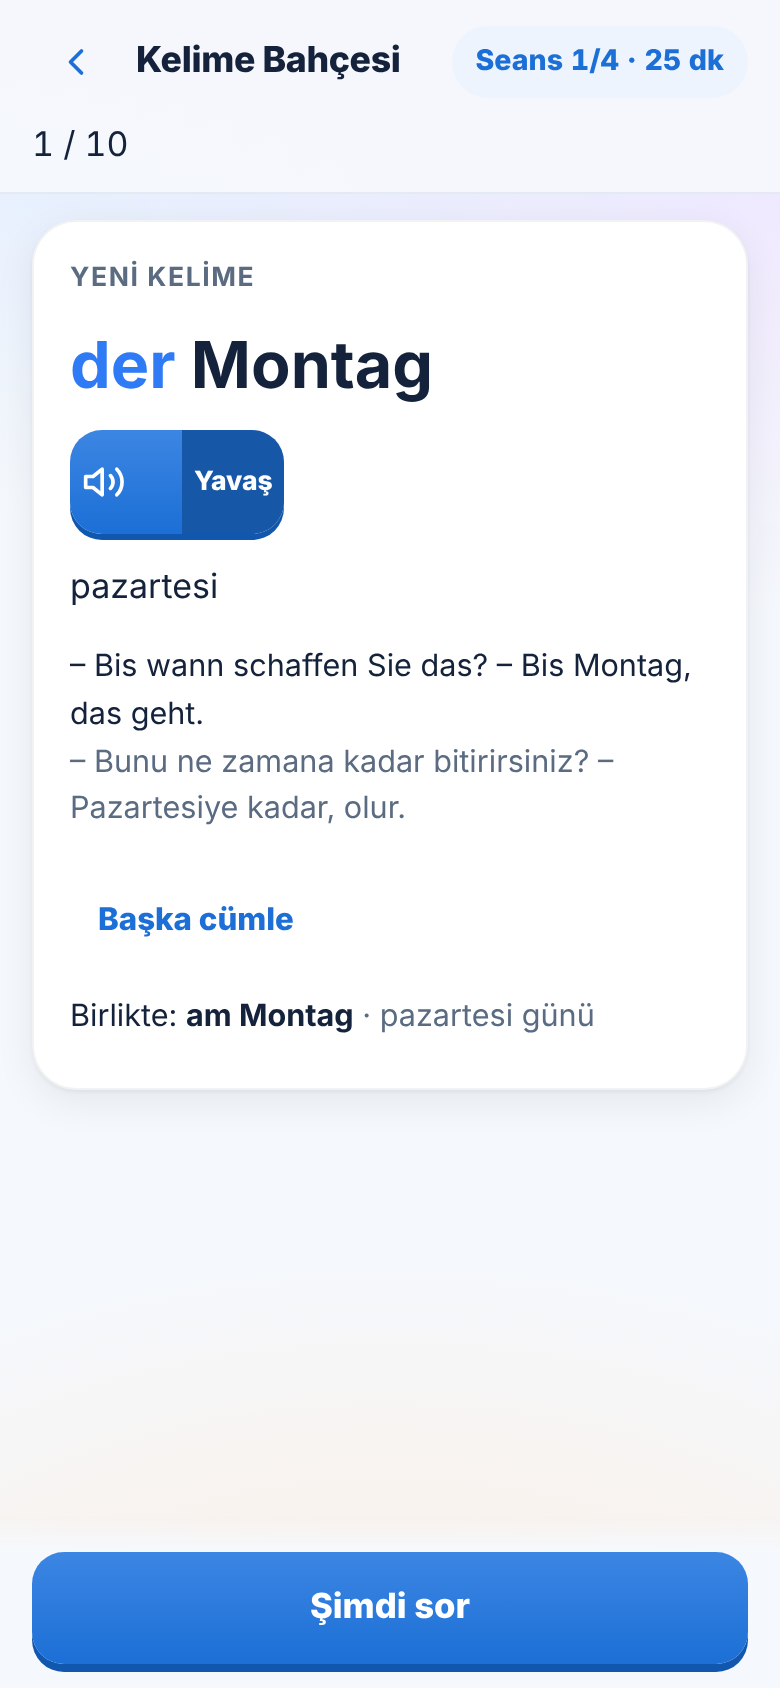 Kelime Bahçesi
Seans 1/4 · 25 dk
1 / 10
YENİ KELİME
der Montag
Yavaş
pazartesi
– Bis wann schaffen Sie das? – Bis Montag,
das geht.
– Bunu ne zamana kadar bitirirsiniz? –
Pazartesiye kadar, olur.
Başka cümle
Birlikte: am Montag · pazartesi günü
Şimdi sor